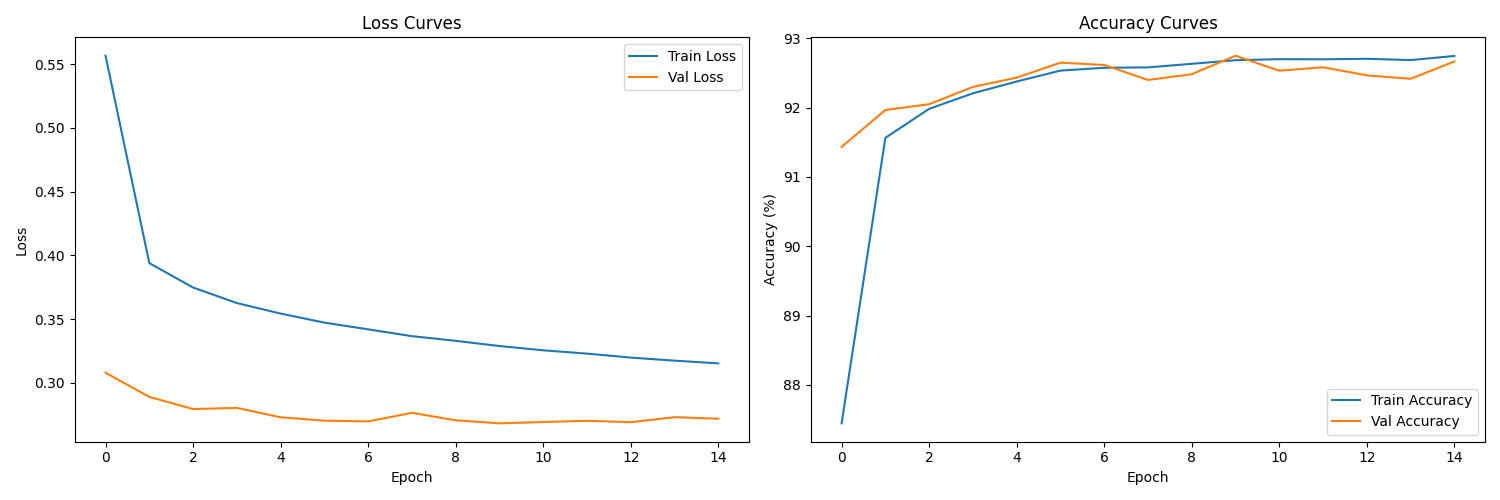 Loss Curves
Loss
0.55
0.50
0.45
0.40
0.35
0.30
0 2 4 6 8 10 12 14
Epoch
Train Loss
Val Loss
Accuracy Curves
Accuracy (%)
93
92
91
90
89
88
0 2 4 6 8 10 12 14
Epoch
Train Accuracy
Val Accuracy